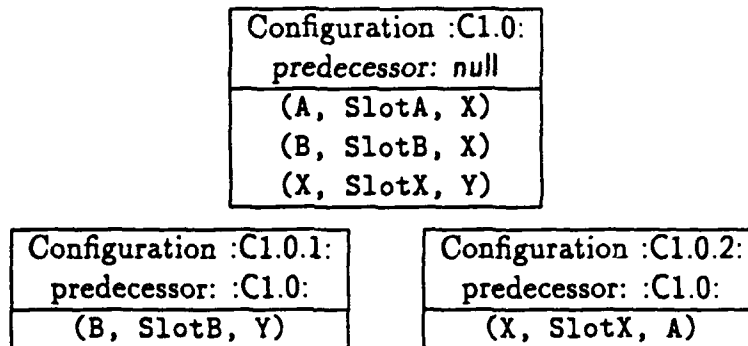 Configuration :C1.0:
predecessor: null
(A, SlotA, X)
(B, SlotB, X)
(X, SlotX, Y)
Configuration :C1.0.1:
predecessor: :C1.0:
(B, SlotB, Y)
Configuration :C1.0.2:
predecessor: :C1.0:
(X, SlotX, A)